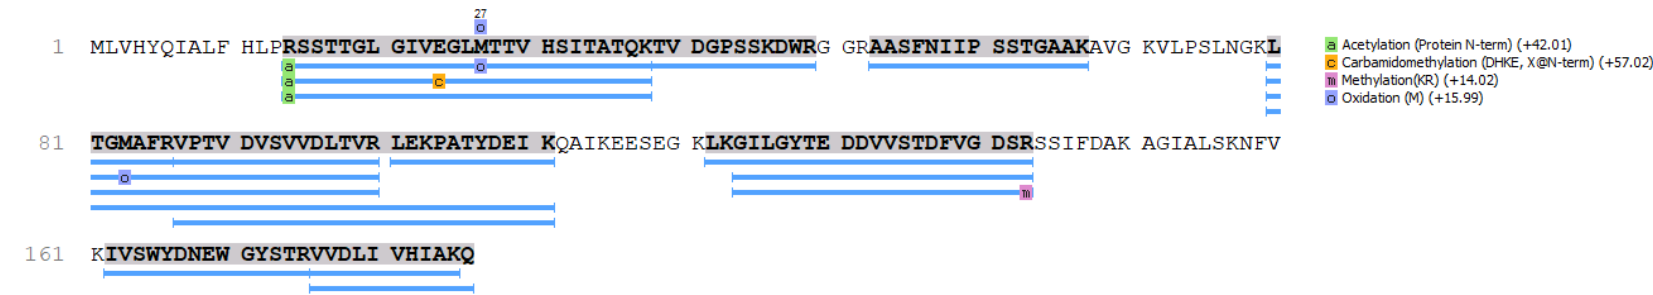 27
o
1 MLVHYQIALF HLPRSSTTGL GIVEGLMTTV HSITATQKTV DGPSSKDWRG GRAASFNIIP SSTGAAKAVG KVLPSLNGKL
a o
a c
a
a Acetylation (Protein N-term) (+42.01)
c Carbamidomethylation (DHKE, X@N-term) (+57.02)
m Methylation(KR) (+14.02)
o Oxidation (M) (+15.99)
81 TGMAFRVPTV DVSVVDLTVR LEKPATYDEI KQAIKEESEG KLKGILGYTE DDVVSTDFVG DSRSSIFDAK AGIALSKNFV
o
m
161 KIVSWYDNEW GYSTRVVDLI VHIAKQ